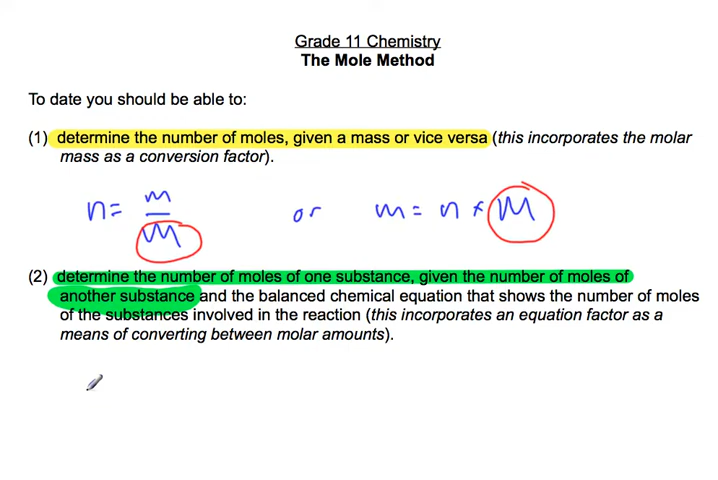 Grade 11 Chemistry
The Mole Method
To date you should be able to:
(1) determine the number of moles, given a mass or vice versa (this incorporates the molar
mass as a conversion factor).
n = m/M or m = n × M
(2) determine the number of moles of one substance, given the number of moles of
another substance and the balanced chemical equation that shows the number of moles
of the substances involved in the reaction (this incorporates an equation factor as a
means of converting between molar amounts).